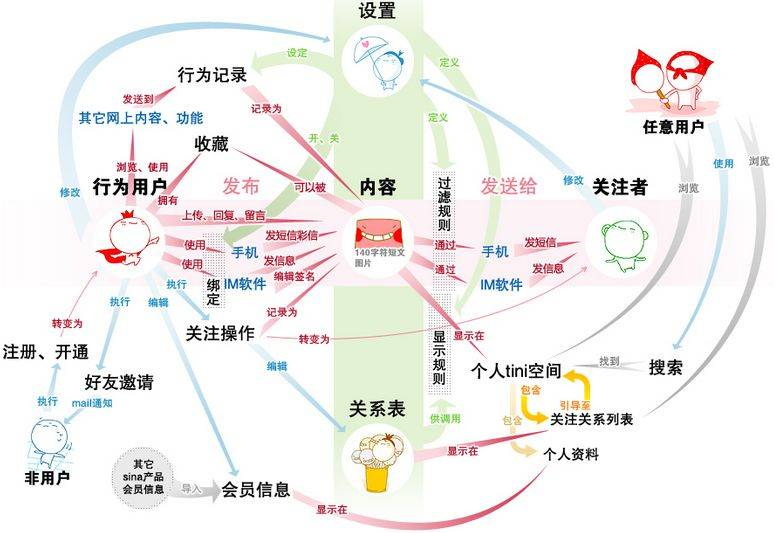 设置
设定
定义
行为记录
发送到
记录为
其它网上内容、功能
任意用户
定义
收藏
开、关
浏览、使用
使用
浏览
浏览
修改
行为用户
发布
可以被
内容
过滤规则
发送给
修改
关注者
拥有
上传、回复、留言
使用
手机
发短信彩信
140字符短文
图片
通过
手机
发短信
使用
IM软件
发信息
编辑签名
通过
IM软件
发信息
绑定
执行
执行
编辑
记录为
转变为
关注操作
转变为
显示在
显示规则
注册、开通
编辑
个人tini空间
找到
搜索
好友邀请
执行
mail通知
关系表
包含
引导至
供调用
包含
关注关系列表
非用户
显示在
个人资料
其它
sina产品
会员信息
导入
会员信息
显示在